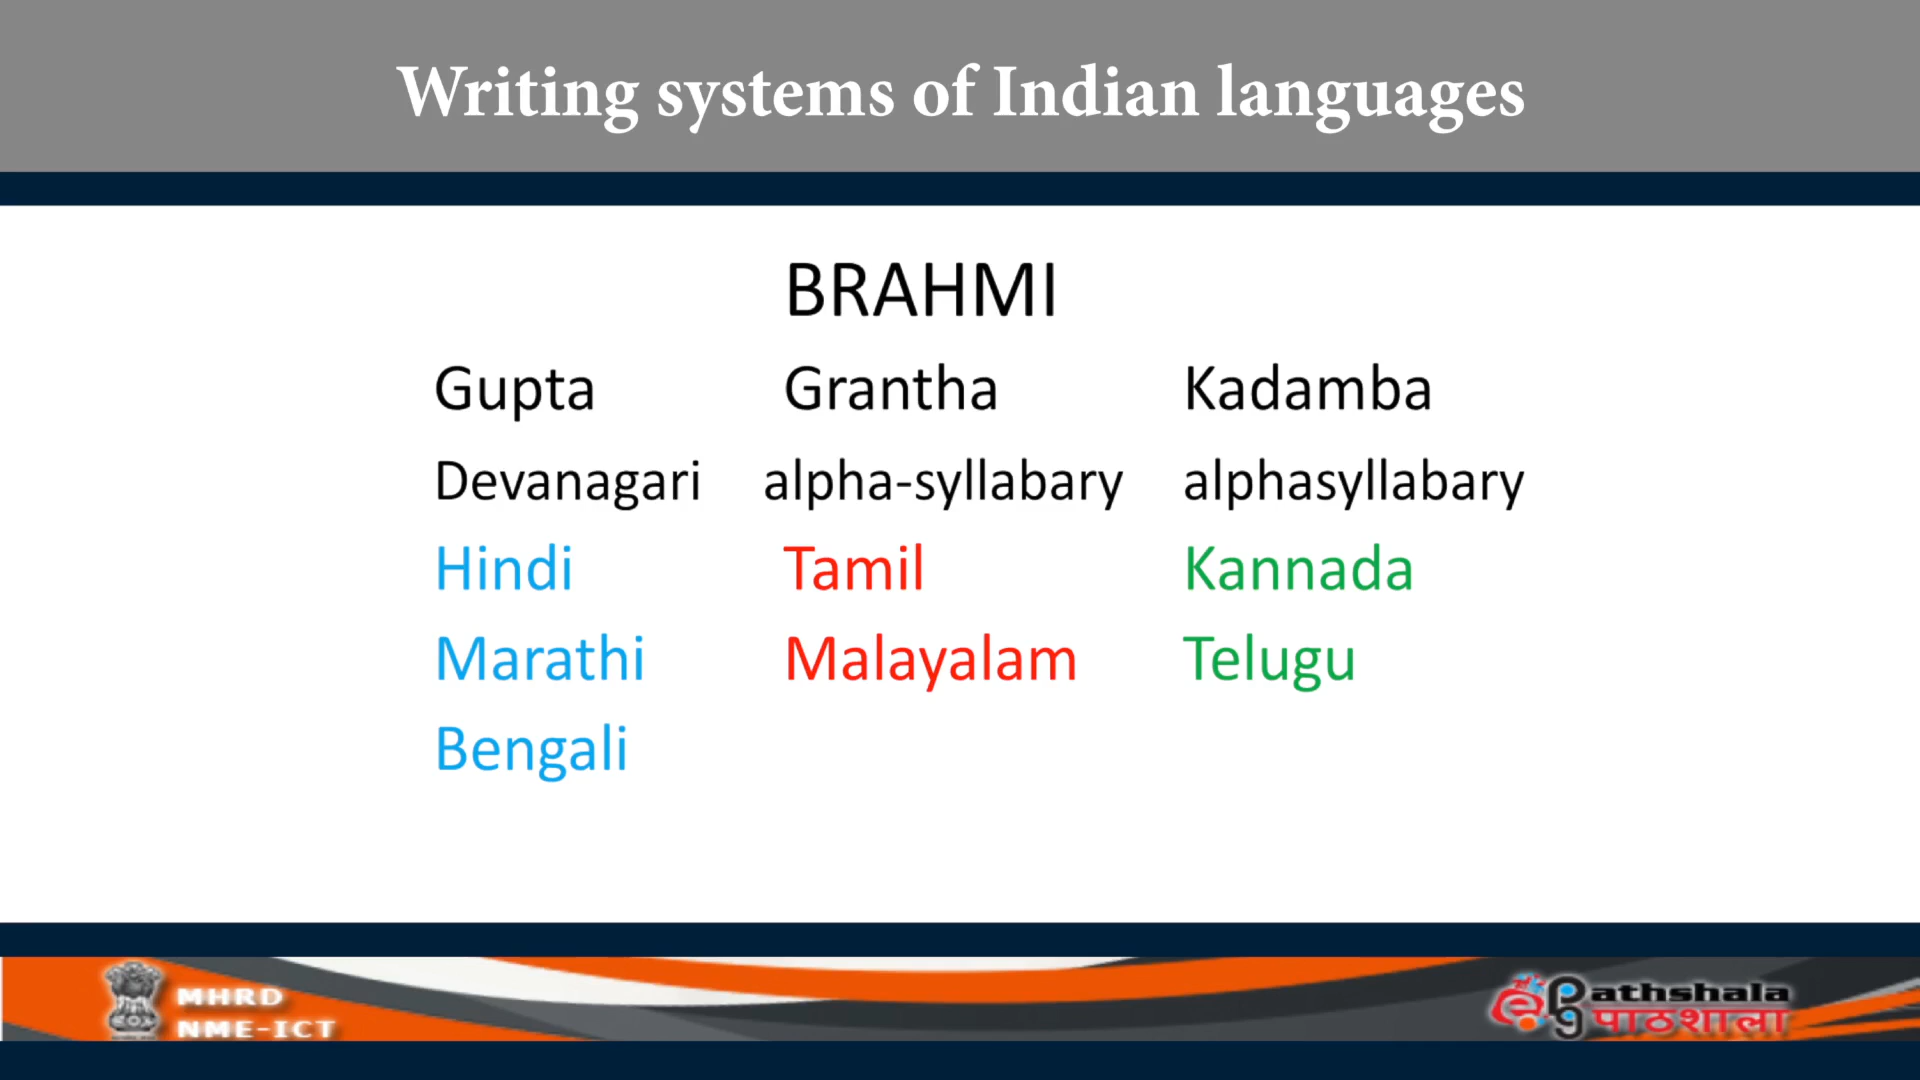 Writing systems of Indian languages
BRAHMI
Gupta Grantha Kadamba
Devanagari alpha-syllabary alphasyllabary
Hindi Tamil Kannada
Marathi Malayalam Telugu
Bengali
MHRD
NME-ICT
ePathshala
पाठशाला